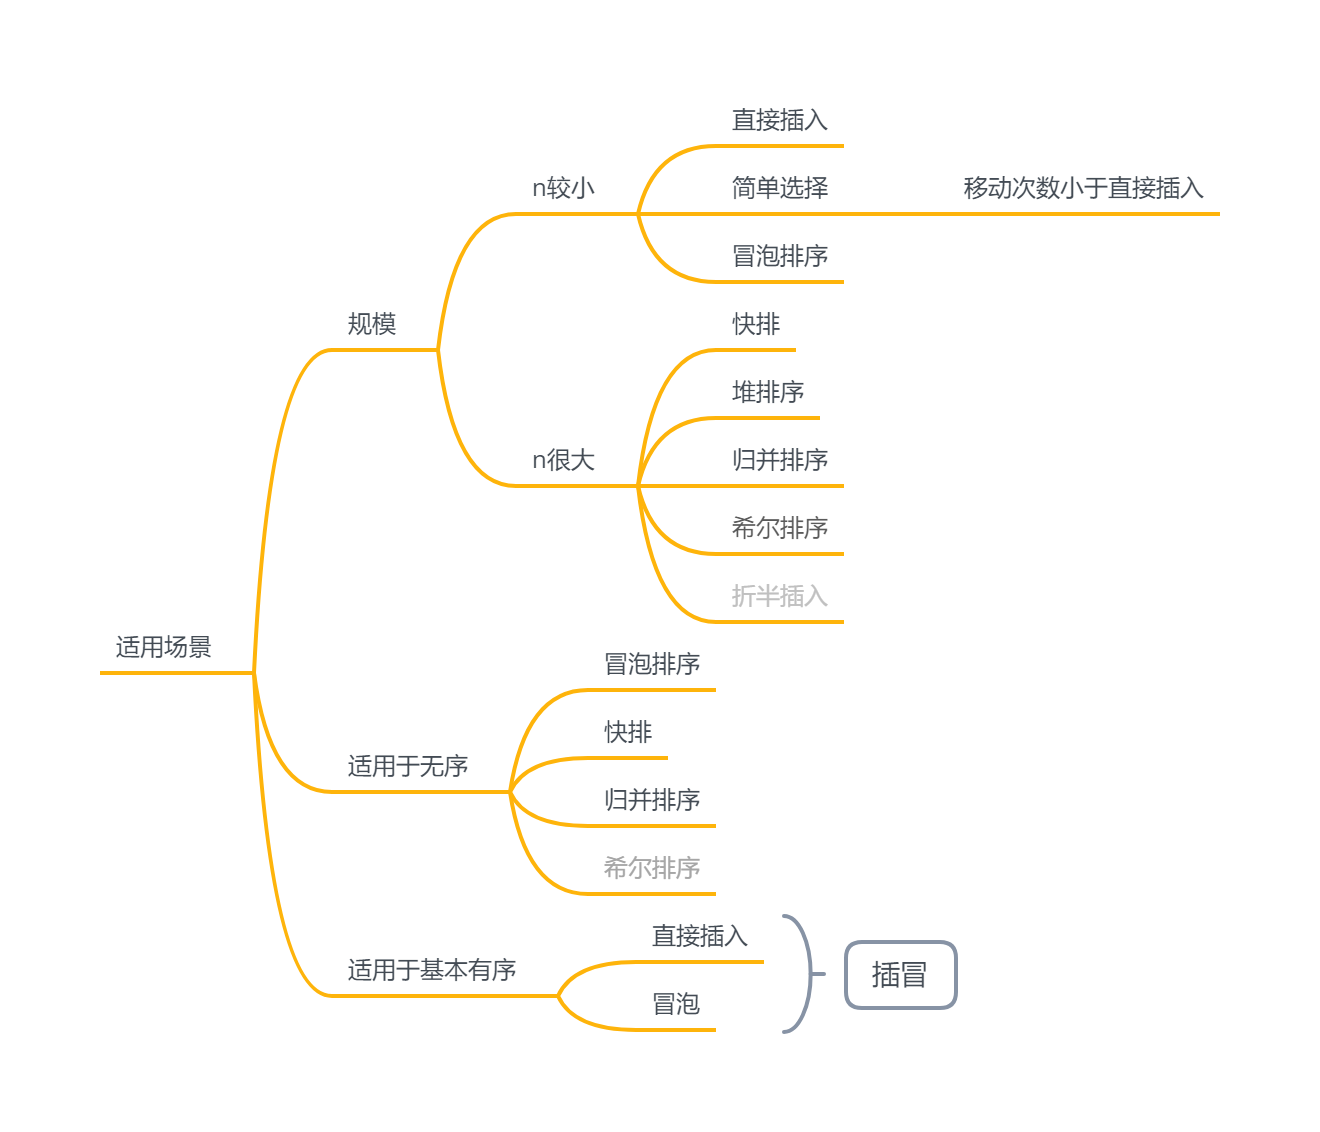 适用场景
规模
n较小
直接插入
简单选择
移动次数小于直接插入
冒泡排序
n很大
快排
堆排序
归并排序
希尔排序
折半插入
适用于无序
冒泡排序
快排
归并排序
希尔排序
适用于基本有序
直接插入
冒泡
插冒